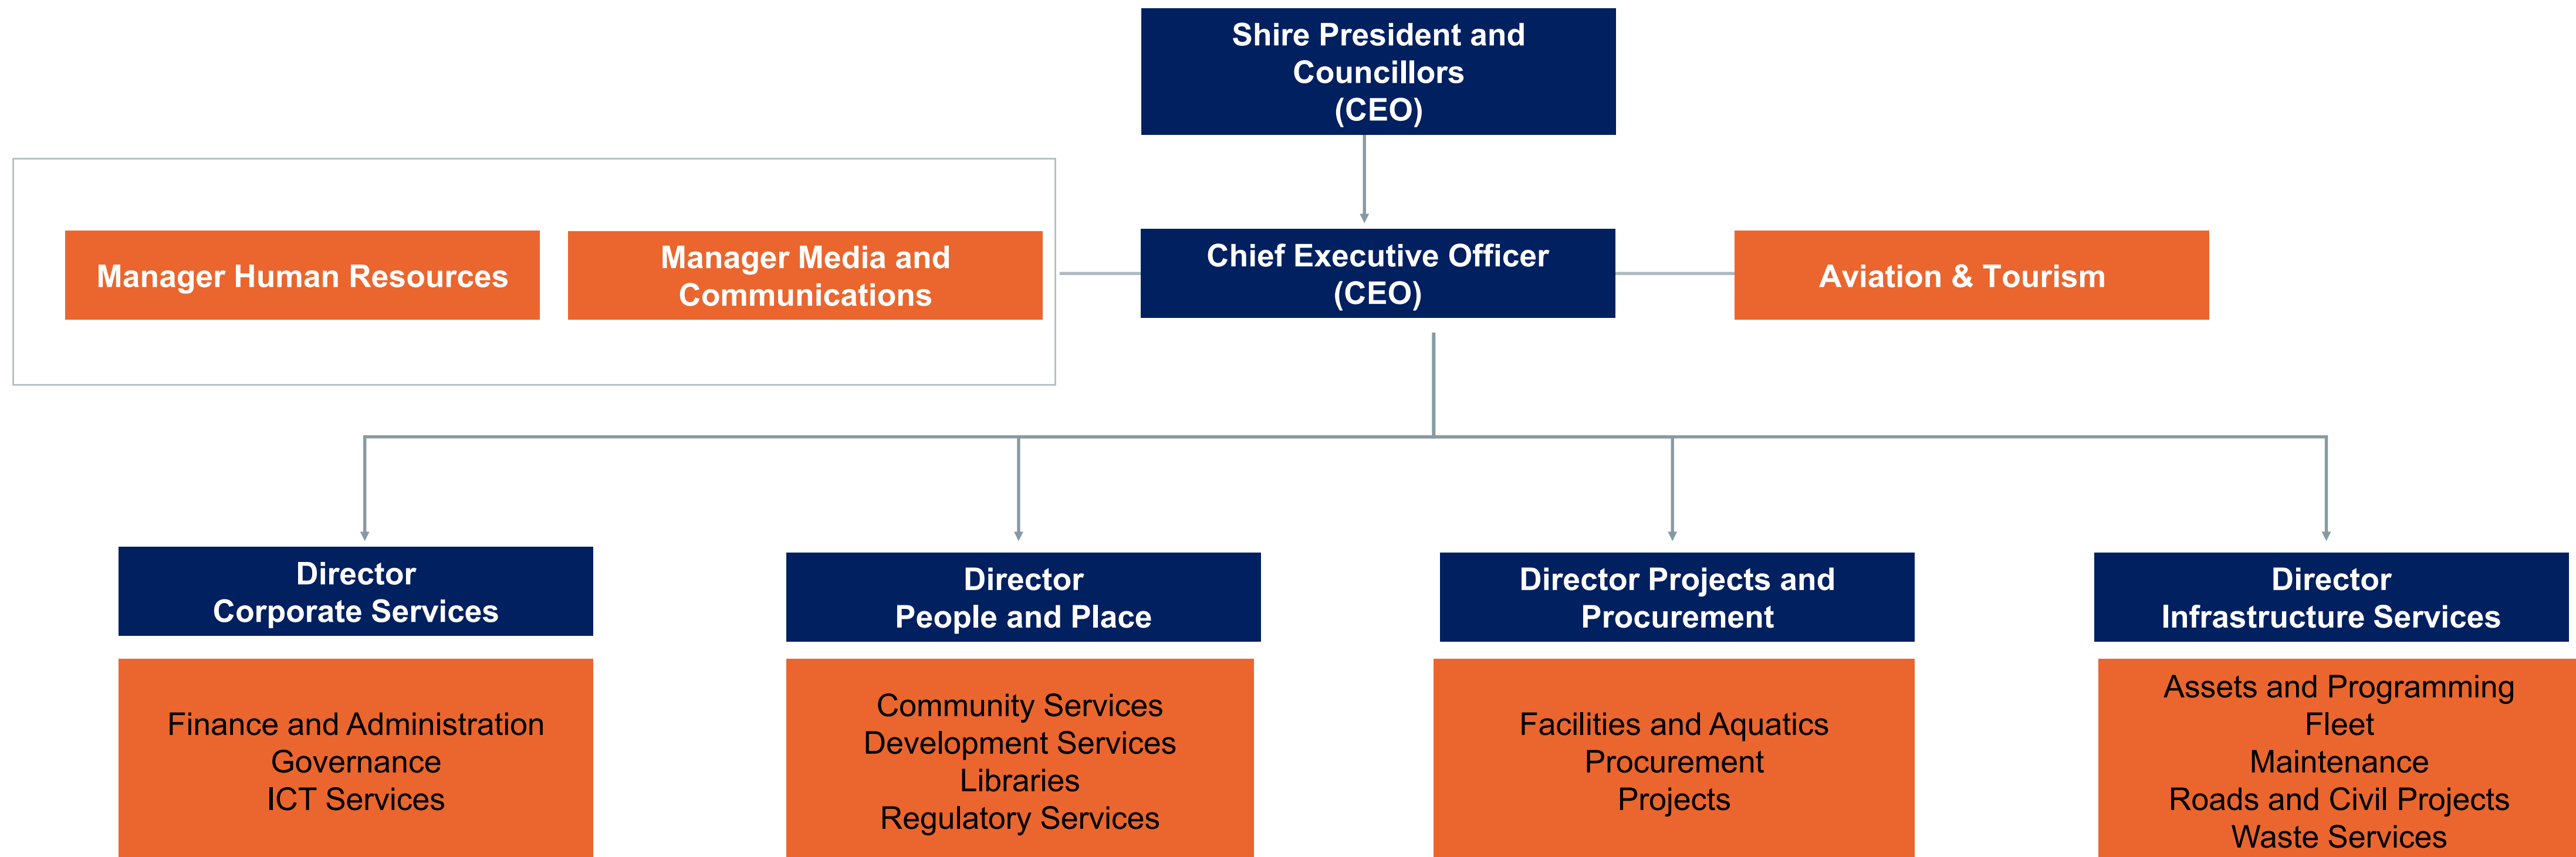 Shire President and
Councillors
(CEO)
Manager Human Resources
Manager Media and
Communications
Chief Executive Officer
(CEO)
Aviation & Tourism
Director
Corporate Services
Director
People and Place
Director Projects and
Procurement
Director
Infrastructure Services
Finance and Administration
Governance
ICT Services
Community Services
Development Services
Libraries
Regulatory Services
Facilities and Aquatics
Procurement
Projects
Assets and Programming
Fleet
Maintenance
Roads and Civil Projects
Waste Services